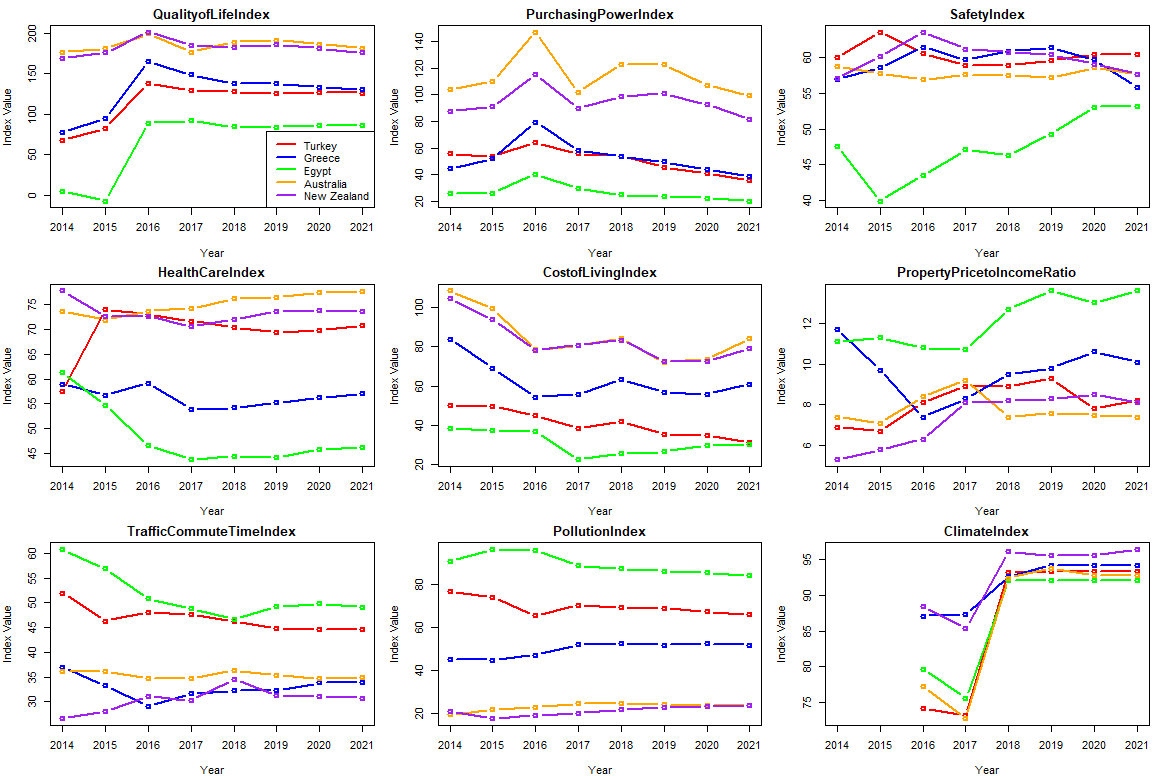 QualityofLifeIndex
Index Value
200
150
100
50
0
Turkey
Greece
Egypt
Australia
New Zealand
2014 2015 2016 2017 2018 2019 2020 2021
Year
PurchasingPowerIndex
Index Value
140
120
100
80
60
40
20
2014 2015 2016 2017 2018 2019 2020 2021
Year
SafetyIndex
Index Value
60
55
50
45
40
2014 2015 2016 2017 2018 2019 2020 2021
Year
HealthCareIndex
Index Value
75
70
65
60
55
50
45
2014 2015 2016 2017 2018 2019 2020 2021
Year
CostofLivingIndex
Index Value
100
80
60
40
20
2014 2015 2016 2017 2018 2019 2020 2021
Year
PropertyPricetoIncomeRatio
Index Value
12
10
8
6
2014 2015 2016 2017 2018 2019 2020 2021
Year
TrafficCommuteTimeIndex
Index Value
60
55
50
45
40
35
30
2014 2015 2016 2017 2018 2019 2020 2021
Year
PollutionIndex
Index Value
80
60
40
20
2014 2015 2016 2017 2018 2019 2020 2021
Year
ClimateIndex
Index Value
95
90
85
80
75
2014 2015 2016 2017 2018 2019 2020 2021
Year